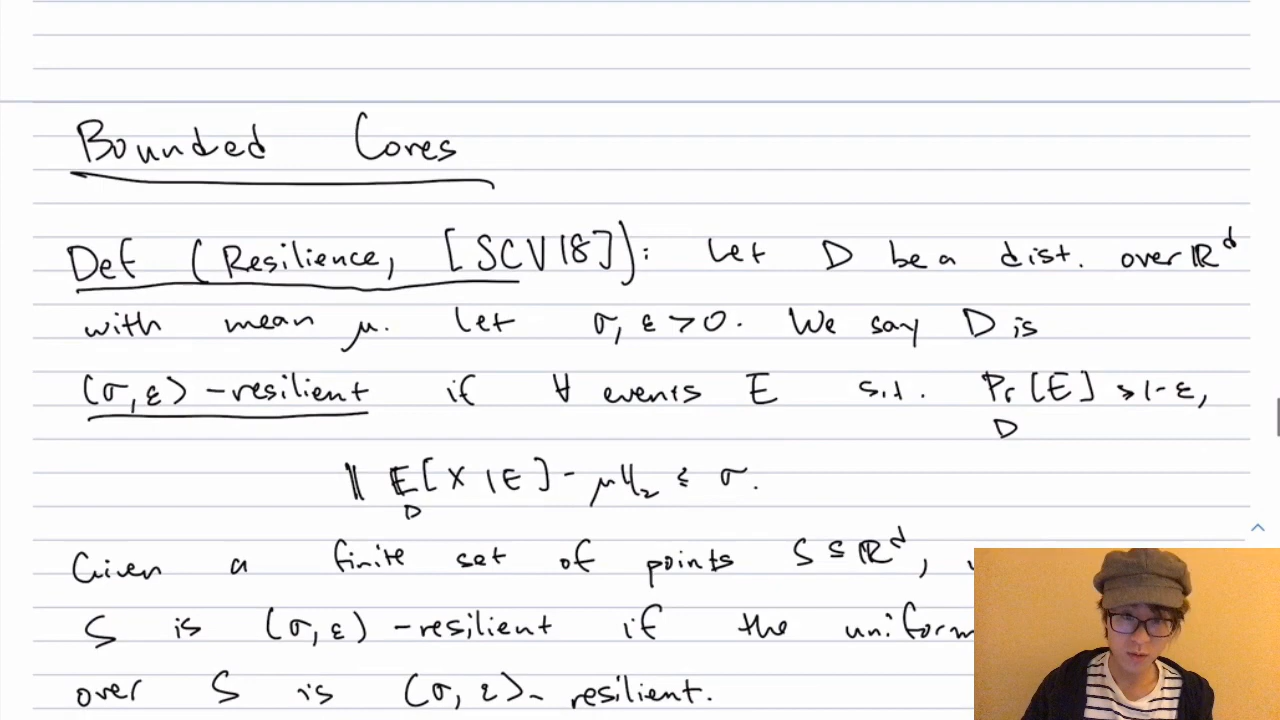 Bounded Cores
Def (Resilience, [SCV18]): Let D be a dist. over ℝ^d
with mean μ. Let σ, ε > 0. We say D is
(σ, ε) -resilient if ∀ events E s.t. Pr_D [E] ≥ 1-ε,
‖ E_D [X | E] - μ ‖_2 ≤ σ.
Given a finite set of points S ⊆ ℝ^d,
S is (σ, ε) -resilient if the uniform
over S is (σ, ε) - resilient.